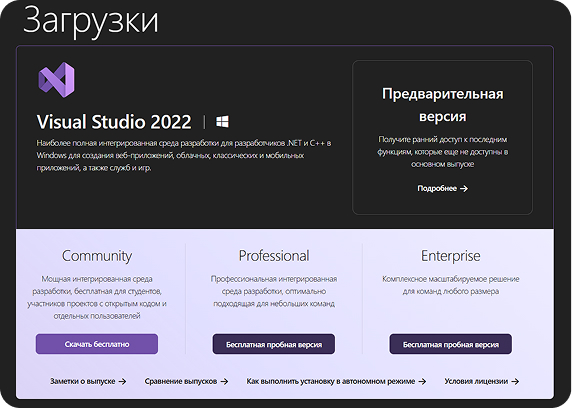 Загрузки
Visual Studio 2022
Наиболее полная интегрированная среда разработки для разработчиков .NET и C++ в
Windows для создания веб-приложений, облачных, классических и мобильных
приложений, а также служб и игр.
Предварительная
версия
Получите ранний доступ к последним
функциям, которые еще не доступны в
основном выпуске
Подробнее →
Community
Мощная интегрированная среда
разработки, бесплатная для студентов,
участников проектов с открытым кодом и
отдельных пользователей
Скачать бесплатно
Professional
Профессиональная интегрированная
среда разработки, оптимально
подходящая для небольших команд
Бесплатная пробная версия
Enterprise
Комплексное масштабируемое решение
для команд любого размера
Бесплатная пробная версия
Заметки о выпуске → Сравнение выпусков → Как выполнить установку в автономном режиме → Условия лицензии →